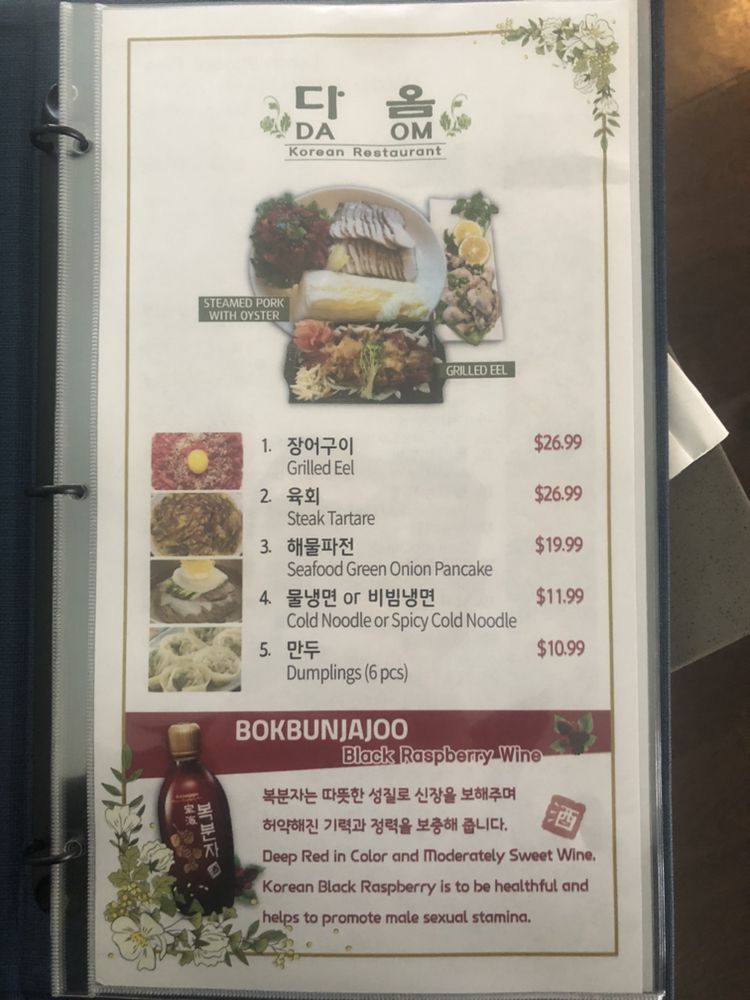 다 옴
DA OM
Korean Restaurant
STEAMED PORK
WITH OYSTER
GRILLED EEL
1. 장어구이 $26.99
Grilled Eel
2. 육회 $26.99
Steak Tartare
3. 해물파전 $19.99
Seafood Green Onion Pancake
4. 물냉면 or 비빔냉면 $11.99
Cold Noodle or Spicy Cold Noodle
5. 만두 $10.99
Dumplings (6 pcs)
BOKBUNJAJOO
Black Raspberry Wine
복분자
복분자는 따뜻한 성질로 신장을 보해주며
酒
허약해진 기력과 정력을 보충해 줍니다.
Deep Red in Color and Moderately Sweet Wine.
Korean Black Raspberry is to be healthful and
helps to promote male sexual stamina.